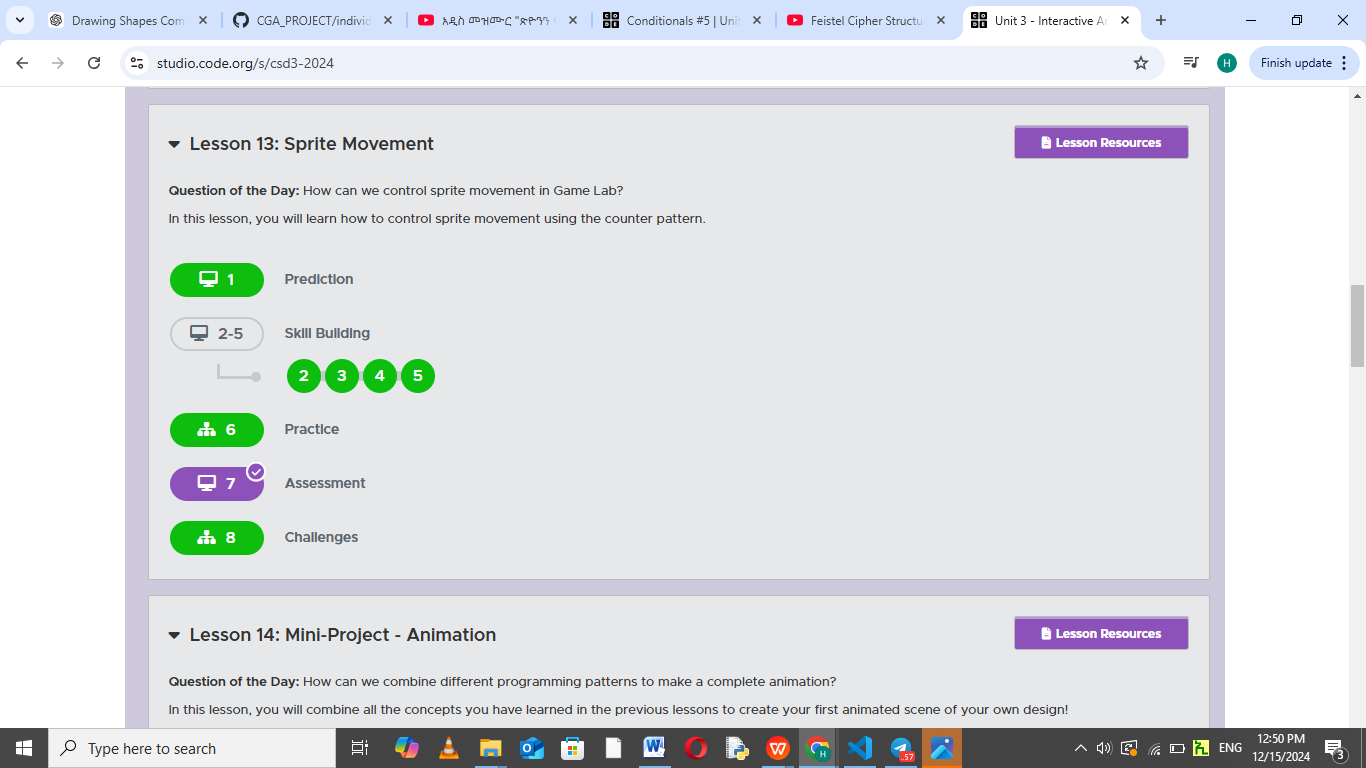 Drawing Shapes Com
CGA_PROJECT/individ
አዲስ መዝሙር "ጽዮንን
Conditionals #5 | Uni
Feistel Cipher Structu
Unit 3 - Interactive Ar
studio.code.org/s/csd3-2024
H
Finish update
Lesson 13: Sprite Movement
Lesson Resources
Question of the Day: How can we control sprite movement in Game Lab?
In this lesson, you will learn how to control sprite movement using the counter pattern.
1
Prediction
2-5
Skill Building
2 3 4 5
6
Practice
7
Assessment
8
Challenges
Lesson 14: Mini-Project - Animation
Lesson Resources
Question of the Day: How can we combine different programming patterns to make a complete animation?
In this lesson, you will combine all the concepts you have learned in the previous lessons to create your first animated scene of your own design!
Type here to search
.57
ENG
12:50 PM
12/15/2024
3